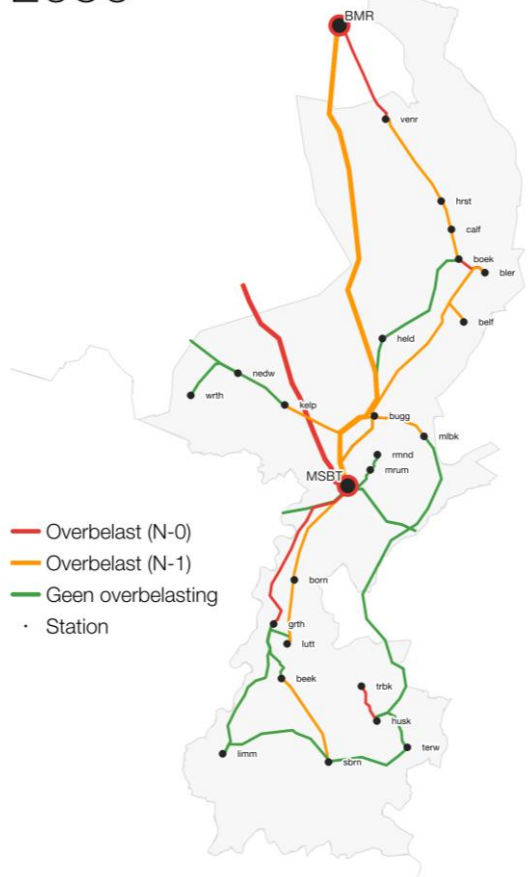 BMR
venr
hrst
calf
boek
bler
belf
held
nedw
wrth
kelp
bugg
mlbk
rmnd
mrum
MSBT
Overbelast (N-0)
Overbelast (N-1)
Geen overbelasting
Station
born
grth
lutt
beek
trbk
husk
limm
terw
sbrn